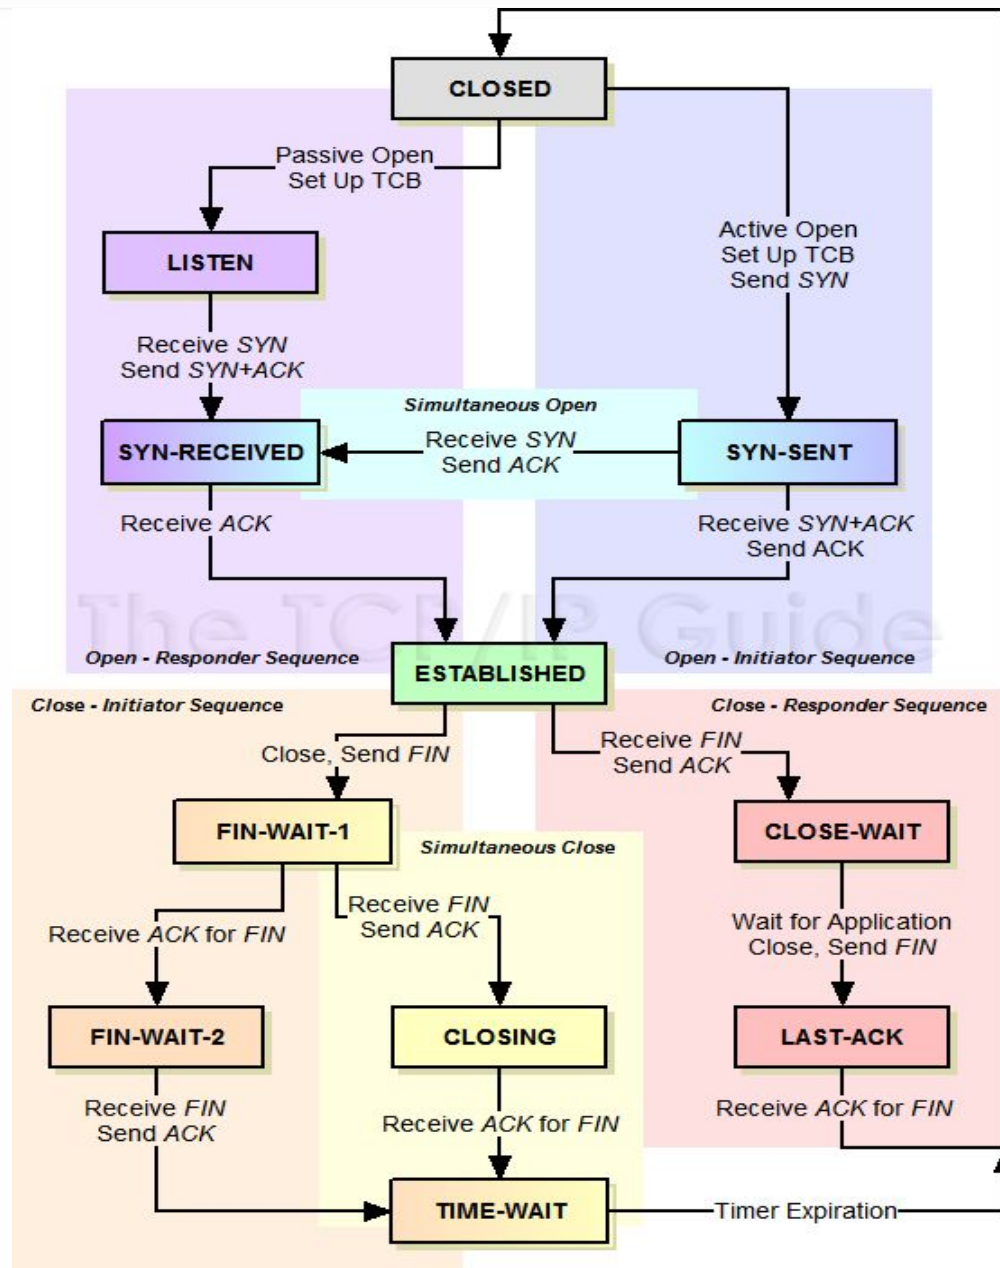 CLOSED
Passive Open
Set Up TCB
Active Open
Set Up TCB
Send SYN
LISTEN
Receive SYN
Send SYN+ACK
Simultaneous Open
SYN-RECEIVED
Receive SYN
Send ACK
SYN-SENT
Receive ACK
Receive SYN+ACK
Send ACK
The TCP/IP Guide
Open - Responder Sequence
Open - Initiator Sequence
ESTABLISHED
Close - Initiator Sequence
Close - Responder Sequence
Close, Send FIN
Receive FIN
Send ACK
FIN-WAIT-1
CLOSE-WAIT
Simultaneous Close
Receive ACK for FIN
Receive FIN
Send ACK
Wait for Application
Close, Send FIN
FIN-WAIT-2
CLOSING
LAST-ACK
Receive FIN
Send ACK
Receive ACK for FIN
Receive ACK for FIN
TIME-WAIT
Timer Expiration